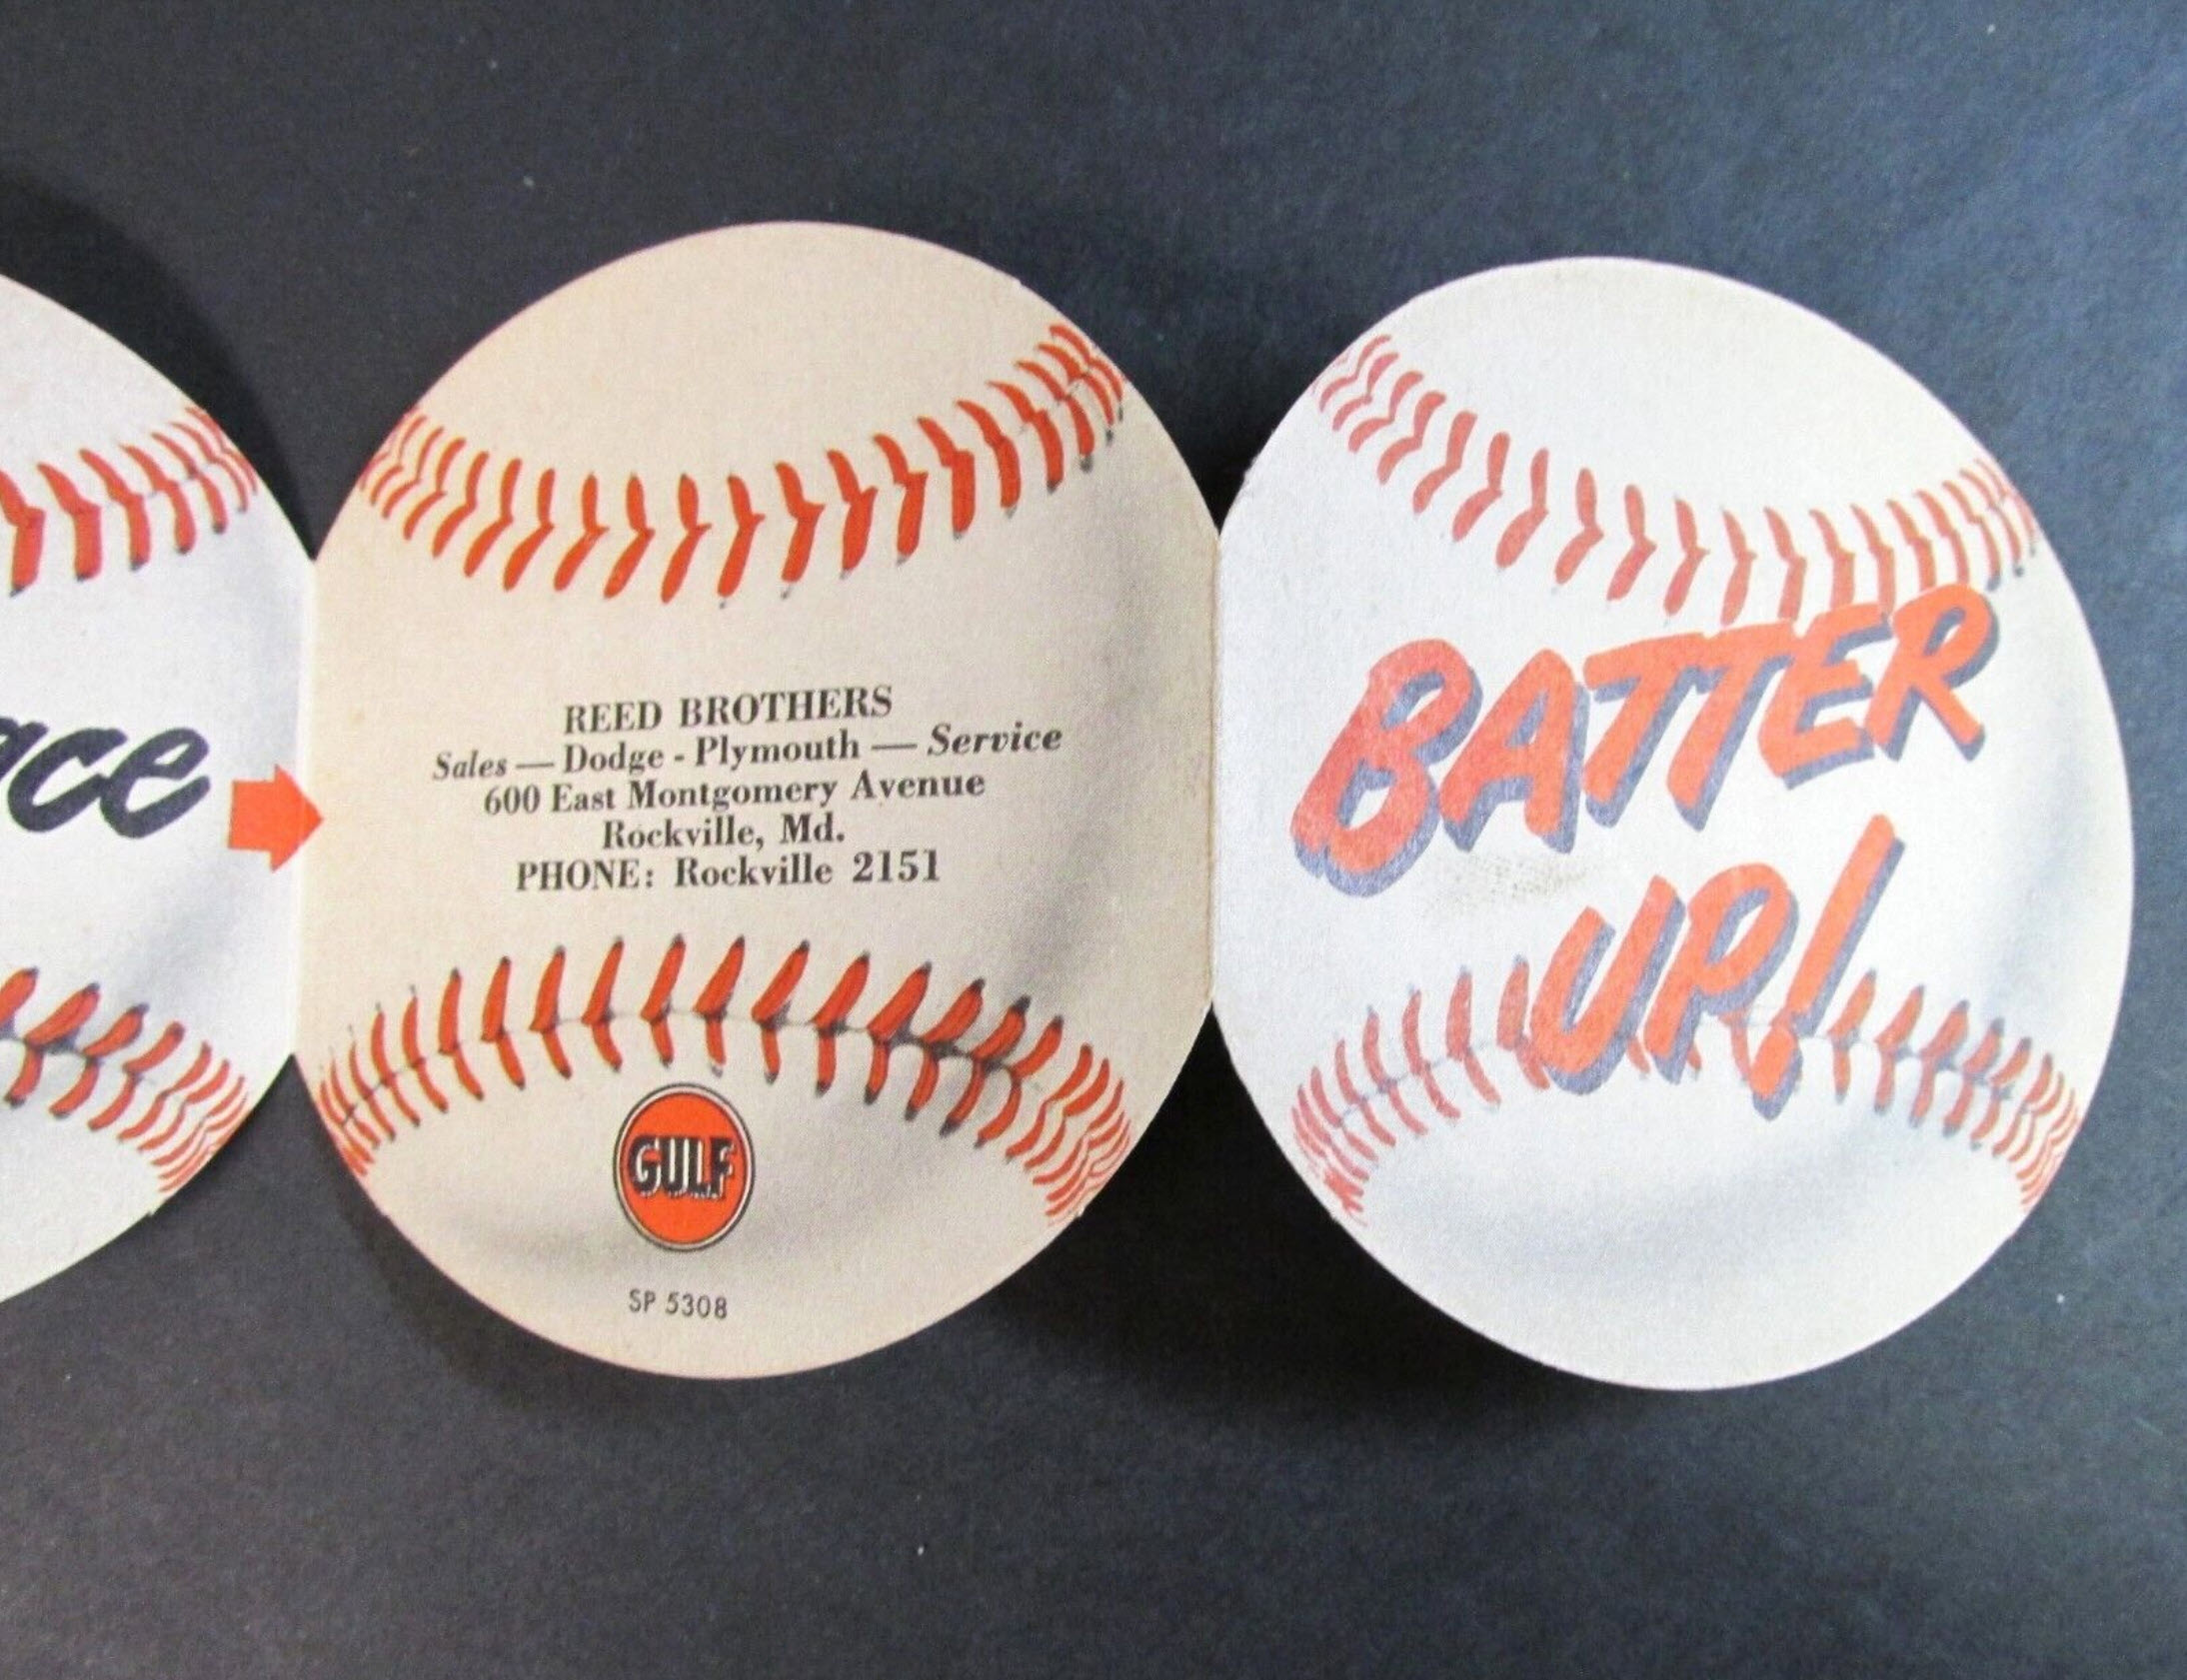 REED BROTHERS
Sales — Dodge - Plymouth — Service
600 East Montgomery Avenue
Rockville, Md.
PHONE: Rockville 2151
GULF
SP 5308
BATTER
UP!